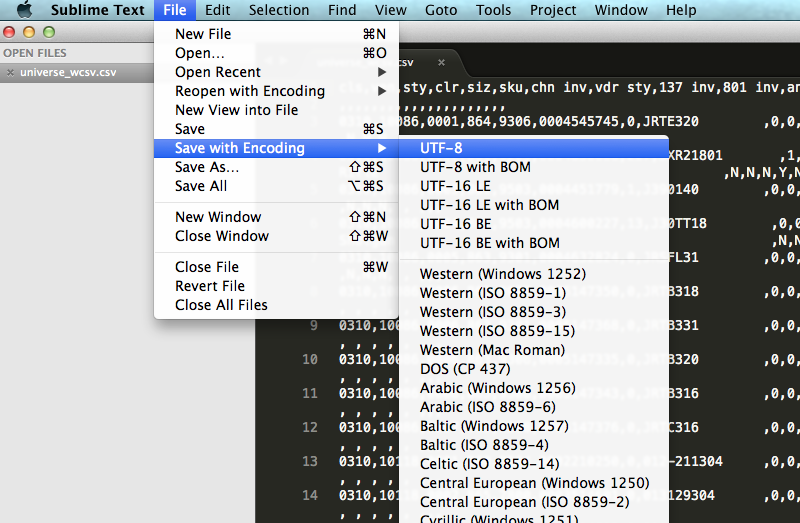 Sublime Text File Edit Selection Find View Goto Tools Project Window Help
OPEN FILES
universe_wcsv.csv
New File ⌘N
Open... ⌘O
Open Recent
Reopen with Encoding
New View into File
Save ⌘S
Save with Encoding
Save As... ⇧⌘S
Save All ⌥⌘S
New Window ⇧⌘N
Close Window ⇧⌘W
Close File ⌘W
Revert File
Close All Files
UTF-8
UTF-8 with BOM
UTF-16 LE
UTF-16 LE with BOM
UTF-16 BE
UTF-16 BE with BOM
Western (Windows 1252)
Western (ISO 8859-1)
Western (ISO 8859-3)
Western (ISO 8859-15)
Western (Mac Roman)
DOS (CP 437)
Arabic (Windows 1256)
Arabic (ISO 8859-6)
Baltic (Windows 1257)
Baltic (ISO 8859-4)
Celtic (ISO 8859-14)
Central European (Windows 1250)
Central European (ISO 8859-2)
Cyrillic (Windows 1251)
,sty,clr,siz,sku,chn inv,vdr sty,137 inv,801 inv,
,0001,864,9306,0004545745,0,JRTE320 ,0,0,
XR21801 ,1,
,N,N,N,Y,N
0140 ,0,0,
TT18 ,0,0,
,N,N
FL31 ,0,0,
B318 ,0,0,
9 0310,100 B331 ,0,0,
10 0310,100 B320 ,0,0,
11 0310,100 B316 ,0,0,
12 0310,100 C316 ,0,0,
13 0310,101 -211304 ,0,0,
14 0310,101 129304 ,0,0,